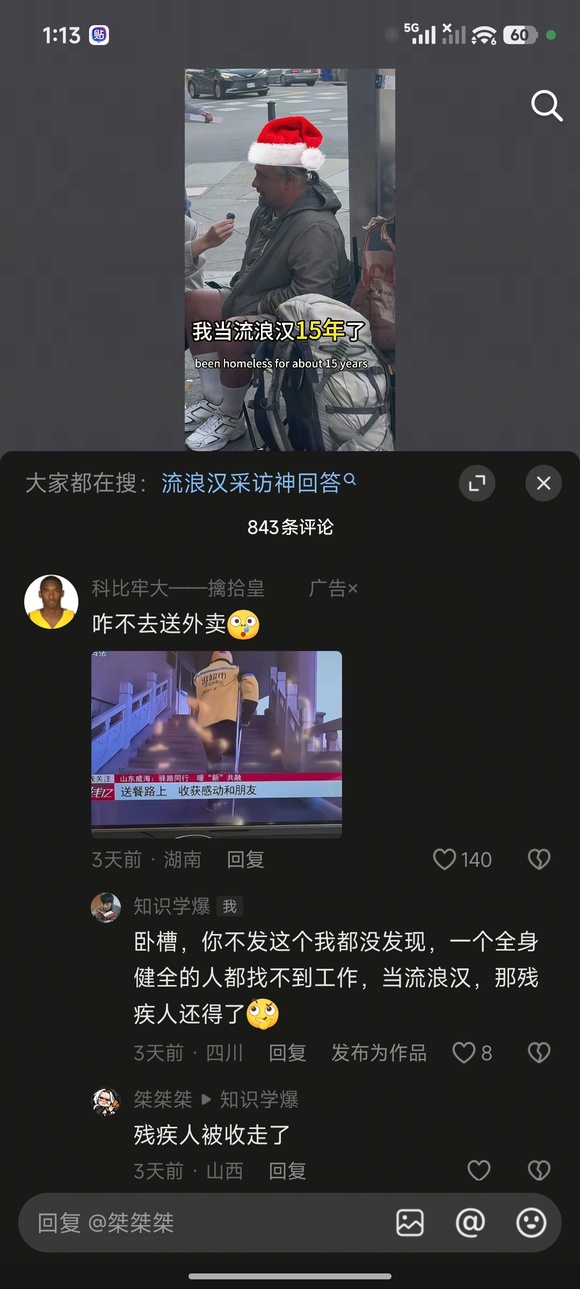 1:13
贴
5G
6
60
我当流浪汉15年了
been homeless for about 15 years
大家都在搜：流浪汉采访神回答
843条评论
科比牢大——擒拾皇 广告×
咋不去送外卖
关注 山东威海：驿路同行 暖“新”共融
送餐路上 收获感动和朋友
3天前 · 湖南 回复 140
知识学爆 我
卧槽，你不发这个我都没发现，一个全身
健全的人都找不到工作，当流浪汉，那残
疾人还得了
3天前 · 四川 回复 发布为作品 8
桀桀桀 知识学爆
残疾人被收走了
3天前 · 山西 回复
回复 @桀桀桀